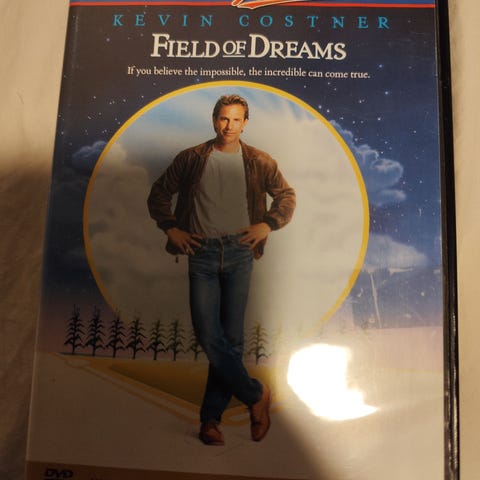 KEVIN COSTNER
FIELD OF DREAMS
If you believe the impossible, the incredible can come true.
DVD